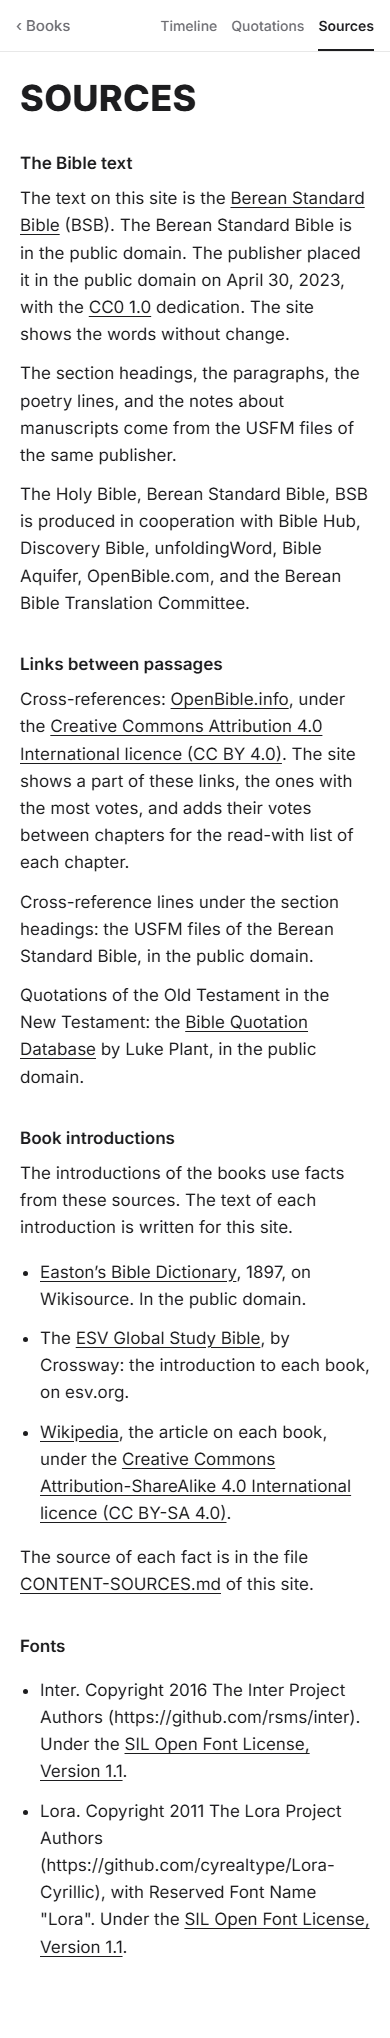 ‹ Books Timeline Quotations Sources
SOURCES
The Bible text
The text on this site is the Berean Standard
Bible (BSB). The Berean Standard Bible is
in the public domain. The publisher placed
it in the public domain on April 30, 2023,
with the CC0 1.0 dedication. The site
shows the words without change.
The section headings, the paragraphs, the
poetry lines, and the notes about
manuscripts come from the USFM files of
the same publisher.
The Holy Bible, Berean Standard Bible, BSB
is produced in cooperation with Bible Hub,
Discovery Bible, unfoldingWord, Bible
Aquifer, OpenBible.com, and the Berean
Bible Translation Committee.
Links between passages
Cross-references: OpenBible.info, under
the Creative Commons Attribution 4.0
International licence (CC BY 4.0). The site
shows a part of these links, the ones with
the most votes, and adds their votes
between chapters for the read-with list of
each chapter.
Cross-reference lines under the section
headings: the USFM files of the Berean
Standard Bible, in the public domain.
Quotations of the Old Testament in the
New Testament: the Bible Quotation
Database by Luke Plant, in the public
domain.
Book introductions
The introductions of the books use facts
from these sources. The text of each
introduction is written for this site.
• Easton’s Bible Dictionary, 1897, on
Wikisource. In the public domain.
• The ESV Global Study Bible, by
Crossway: the introduction to each book,
on esv.org.
• Wikipedia, the article on each book,
under the Creative Commons
Attribution-ShareAlike 4.0 International
licence (CC BY-SA 4.0).
The source of each fact is in the file
CONTENT-SOURCES.md of this site.
Fonts
• Inter. Copyright 2016 The Inter Project
Authors (https://github.com/rsms/inter).
Under the SIL Open Font License,
Version 1.1.
• Lora. Copyright 2011 The Lora Project
Authors
(https://github.com/cyrealtype/Lora-
Cyrillic), with Reserved Font Name
"Lora". Under the SIL Open Font License,
Version 1.1.